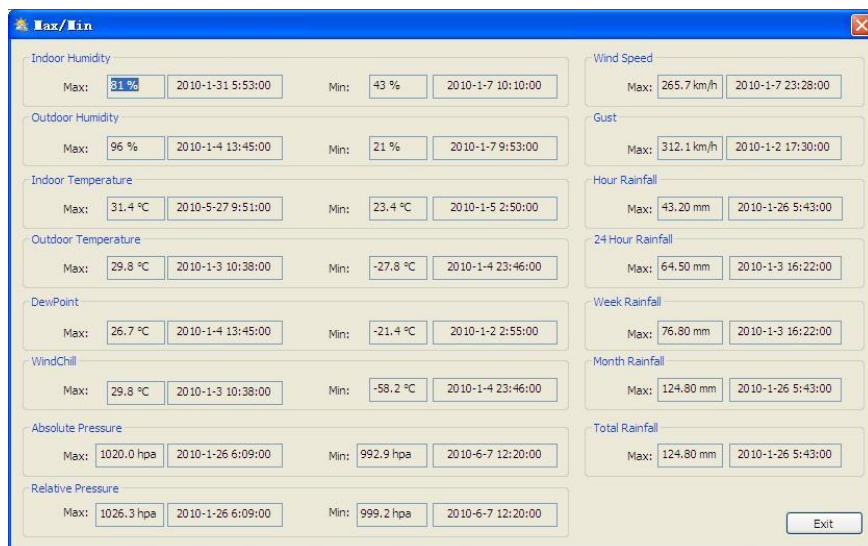 Max/Min
Indoor Humidity
Max: 81 % 2010-1-31 5:53:00 Min: 43 % 2010-1-7 10:10:00
Wind Speed
Max: 265.7 km/h 2010-1-7 23:28:00
Outdoor Humidity
Max: 96 % 2010-1-4 13:45:00 Min: 21 % 2010-1-7 9:53:00
Gust
Max: 312.1 km/h 2010-1-2 17:30:00
Indoor Temperature
Max: 31.4 °C 2010-5-27 9:51:00 Min: 23.4 °C 2010-1-5 2:50:00
Hour Rainfall
Max: 43.20 mm 2010-1-26 5:43:00
Outdoor Temperature
Max: 29.8 °C 2010-1-3 10:38:00 Min: -27.8 °C 2010-1-4 23:46:00
24 Hour Rainfall
Max: 64.50 mm 2010-1-3 16:22:00
DewPoint
Max: 26.7 °C 2010-1-4 13:45:00 Min: -21.4 °C 2010-1-2 2:55:00
Week Rainfall
Max: 76.80 mm 2010-1-3 16:22:00
WindChill
Max: 29.8 °C 2010-1-3 10:38:00 Min: -58.2 °C 2010-1-4 23:46:00
Month Rainfall
Max: 124.80 mm 2010-1-26 5:43:00
Absolute Pressure
Max: 1020.0 hpa 2010-1-26 6:09:00 Min: 992.9 hpa 2010-6-7 12:20:00
Total Rainfall
Max: 124.80 mm 2010-1-26 5:43:00
Relative Pressure
Max: 1026.3 hpa 2010-1-26 6:09:00 Min: 999.2 hpa 2010-6-7 12:20:00
Exit